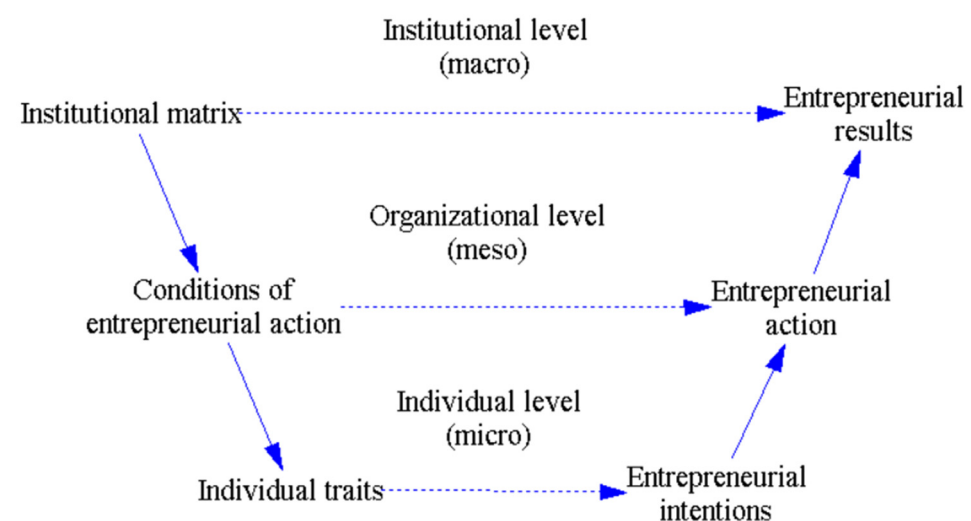 Institutional level
(macro)
Institutional matrix
Entrepreneurial
results
Organizational level
(meso)
Conditions of
entrepreneurial action
Entrepreneurial
action
Individual level
(micro)
Individual traits
Entrepreneurial
intentions